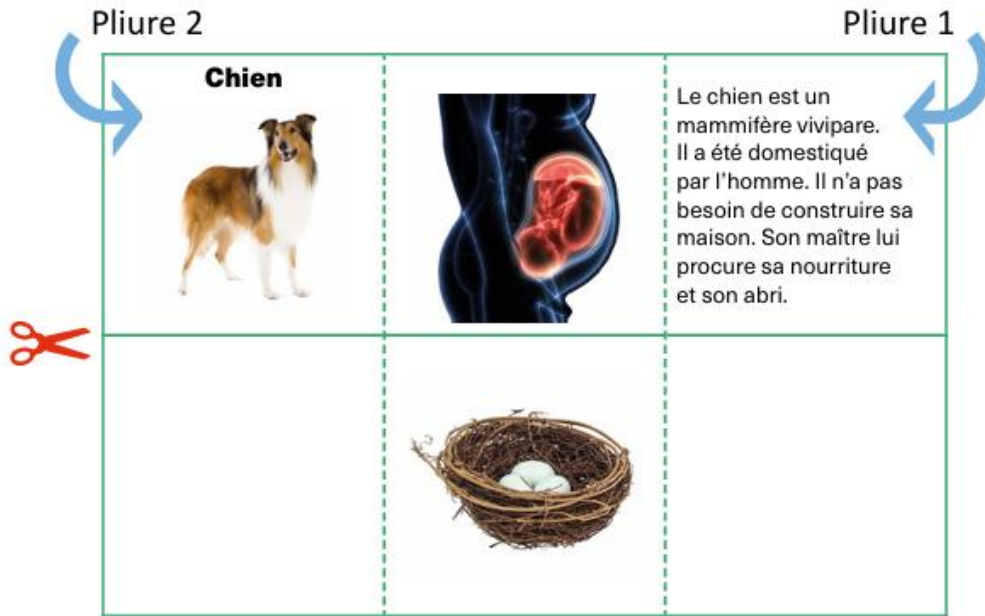 Pliure 2
Pliure 1
Chien
Le chien est un
mammifère vivipare.
Il a été domestiqué
par l'homme. Il n'a pas
besoin de construire sa
maison. Son maître lui
procure sa nourriture
et son abri.